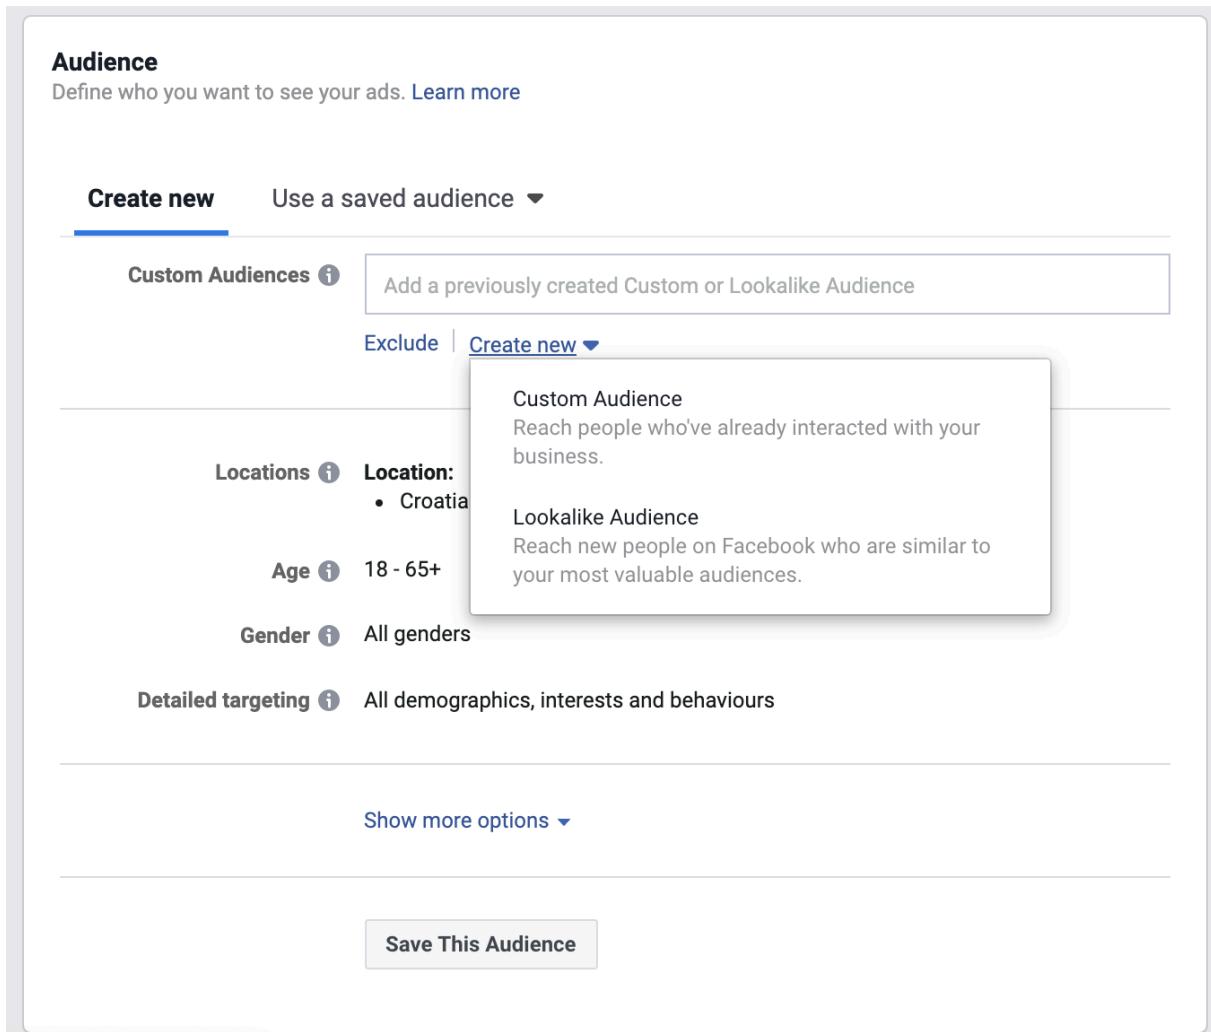 Audience
Define who you want to see your ads. Learn more
Create new
Use a saved audience
Custom Audiences
Add a previously created Custom or Lookalike Audience
Exclude
Create new
Custom Audience
Reach people who've already interacted with your
business.
Lookalike Audience
Reach new people on Facebook who are similar to
your most valuable audiences.
Locations
Location:
• Croatia
Age
18 - 65+
Gender
All genders
Detailed targeting
All demographics, interests and behaviours
Show more options
Save This Audience